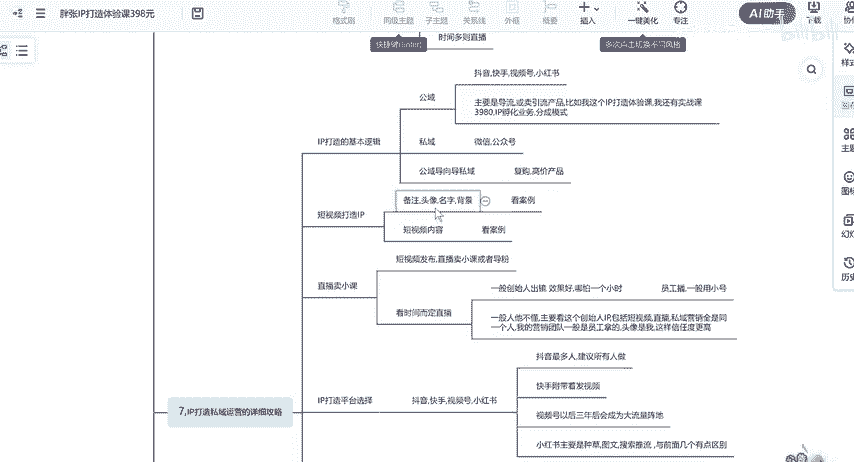 胖张IP打造体验课398元
格式刷
同级主题
子主题
关系线
外框
概要
插入
一键美化
专注
AI助手
下载
快捷键(Enter)
多次点击切换不同风格
时间多则直播
样式
公域
抖音,快手,视频号,小红书
主要是导流,或卖引流产品,比如我这个IP打造体验课,我还有实战课
3980,IP孵化业务,分成模式
IP打造的基本逻辑
私域
微信,公众号
主题
公域导向导私域
复购,高价产品
图标
备注,头像,名字,背景
看案例
短视频打造IP
短视频内容
看案例
幻灯
短视频发布,直播卖小课或者导粉
历史
直播卖小课
一般创始人出镜 效果好,哪怕一个小时
员工播,一般用小号
看时间而定直播
一般人他不懂,主要看这个创始人IP,包括短视频,直播,私域营销全是同
一个人,我的营销团队一般是员工拿的,头像是我,这样信任度更高
抖音最多人,建议所有人做
快手附带着发视频
IP打造平台选择
抖音,快手,视频号,小红书
7,IP打造私域运营的详细攻略
视频号以后三年后会成为大流量阵地
小红书主要是种草,图文,搜索推流 ,与前面几个有点区别